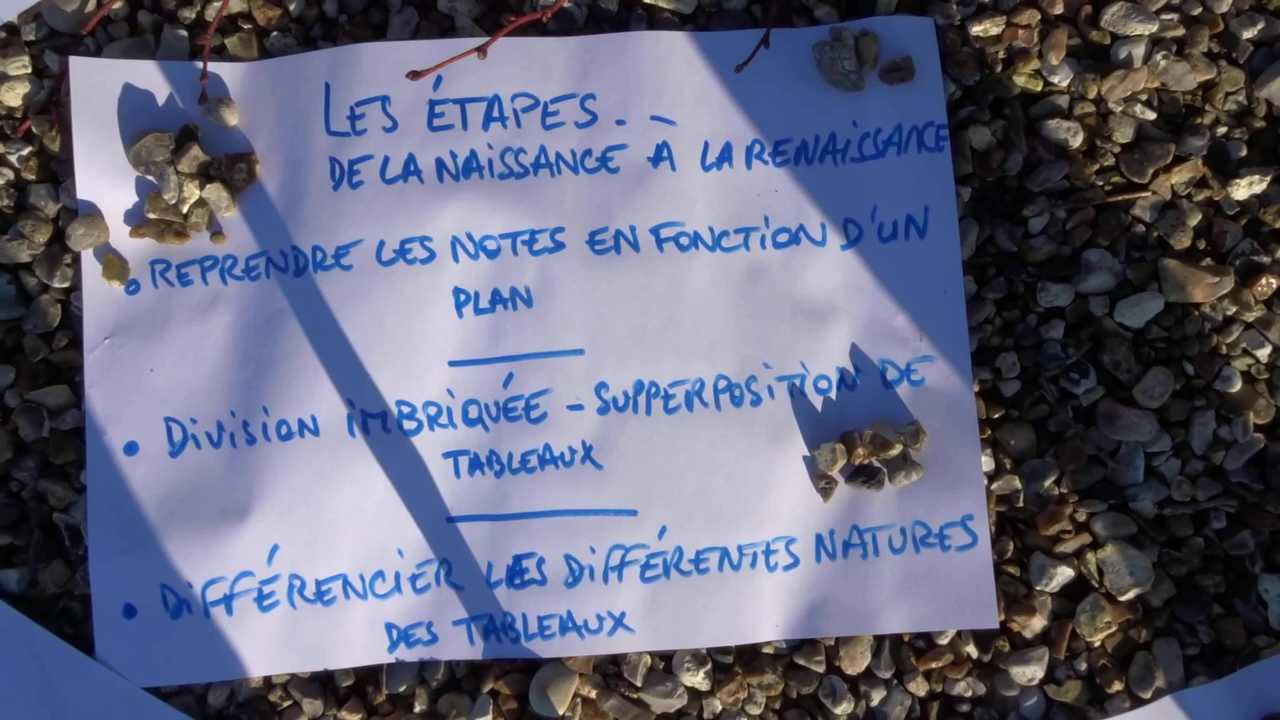 LES ÉTAPES. -
DE LA NAISSANCE A LA RENAISSANCE
• REPRENDRE LES NOTES EN FONCTION D'UN
PLAN
• DIVISION IMBRIQUÉE - SUPPERPOSITION DE
TABLEAUX
• DIFFÉRENCIER LES DIFFÉRENTES NATURES
DES TABLEAUX